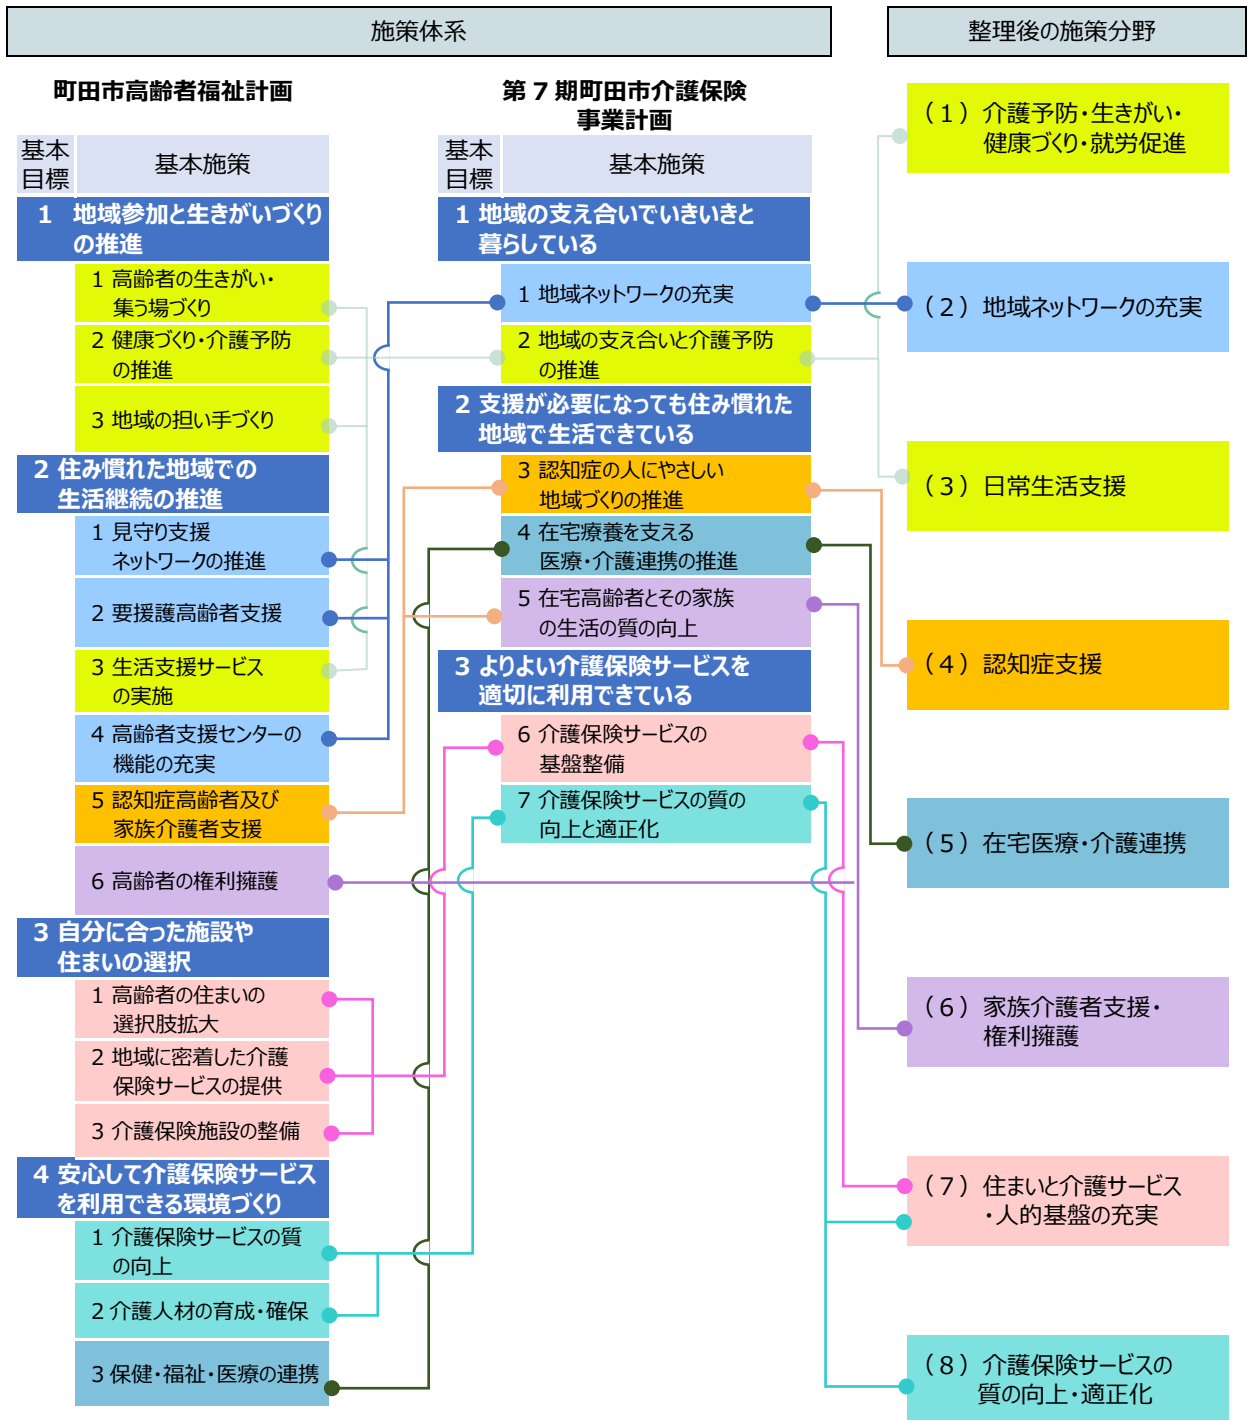 施策体系
整理後の施策分野
町田市高齢者福祉計画
基本
目標
基本施策
1 地域参加と生きがいづくり
の推進
1 高齢者の生きがい・
集う場づくり
2 健康づくり・介護予防
の推進
3 地域の担い手づくり
2 住み慣れた地域での
生活継続の推進
1 見守り支援
ネットワークの推進
2 要援護高齢者支援
3 生活支援サービス
の実施
4 高齢者支援センターの
機能の充実
5 認知症高齢者及び
家族介護者支援
6 高齢者の権利擁護
3 自分に合った施設や
住まいの選択
1 高齢者の住まいの
選択肢拡大
2 地域に密着した介護
保険サービスの提供
3 介護保険施設の整備
4 安心して介護保険サービス
を利用できる環境づくり
1 介護保険サービスの質
の向上
2 介護人材の育成・確保
3 保健・福祉・医療の連携
第7期町田市介護保険
事業計画
基本
目標
基本施策
1 地域の支え合いでいきいきと
暮らしている
1 地域ネットワークの充実
2 地域の支え合いと介護予防
の推進
2 支援が必要になっても住み慣れた
地域で生活できている
3 認知症の人にやさしい
地域づくりの推進
4 在宅療養を支える
医療・介護連携の推進
5 在宅高齢者とその家族
の生活の質の向上
3 よりよい介護保険サービスを
適切に利用できている
6 介護保険サービスの
基盤整備
7 介護保険サービスの質の
向上と適正化
（1）介護予防・生きがい・
健康づくり・就労促進
（2）地域ネットワークの充実
（3）日常生活支援
（4）認知症支援
（5）在宅医療・介護連携
（6）家族介護者支援・
権利擁護
（7）住まいと介護サービス
・人的基盤の充実
（8）介護保険サービスの
質の向上・適正化